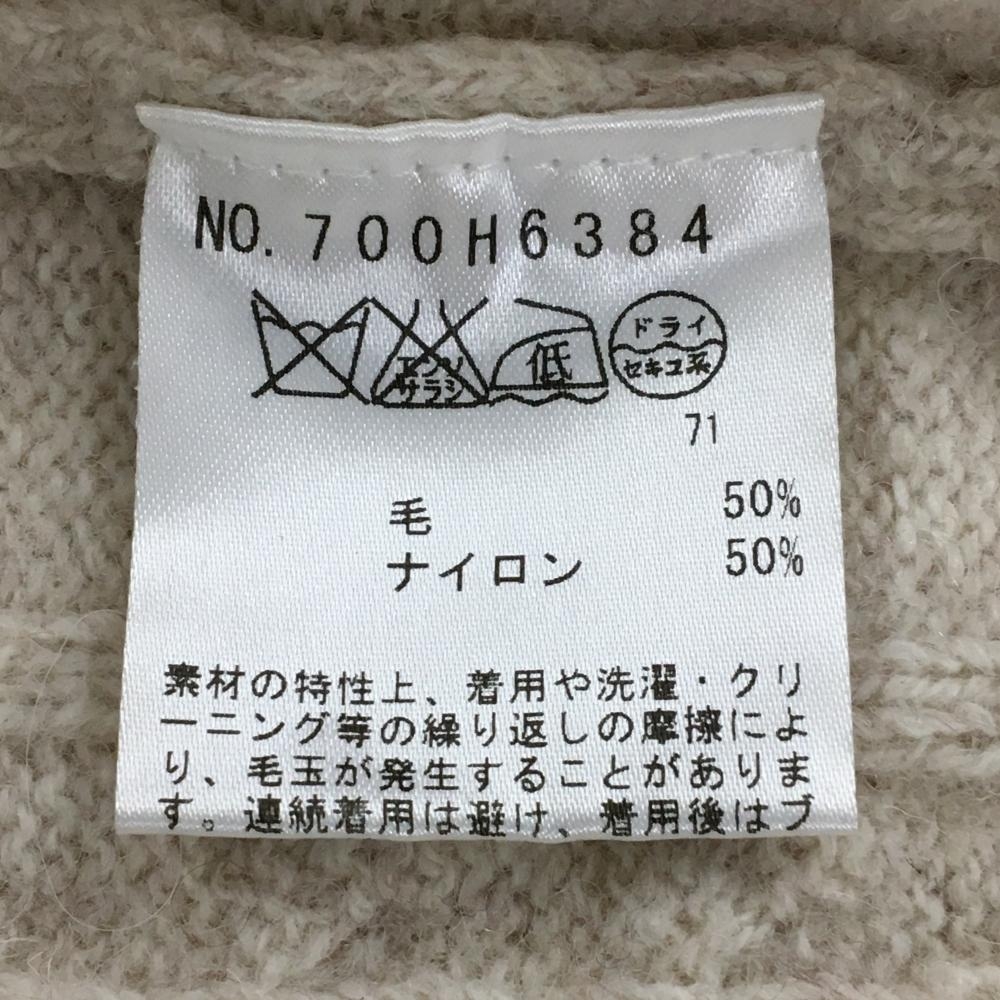 NO. 700H6384
エンソ
サラシ
低
ドライ
セキユ系
71
毛 50%
ナイロン 50%
素材の特性上、着用や洗濯・クリ
ーニング等の繰り返しの摩擦によ
り、毛玉が発生することがありま
す。連続着用は避け、着用後はブ